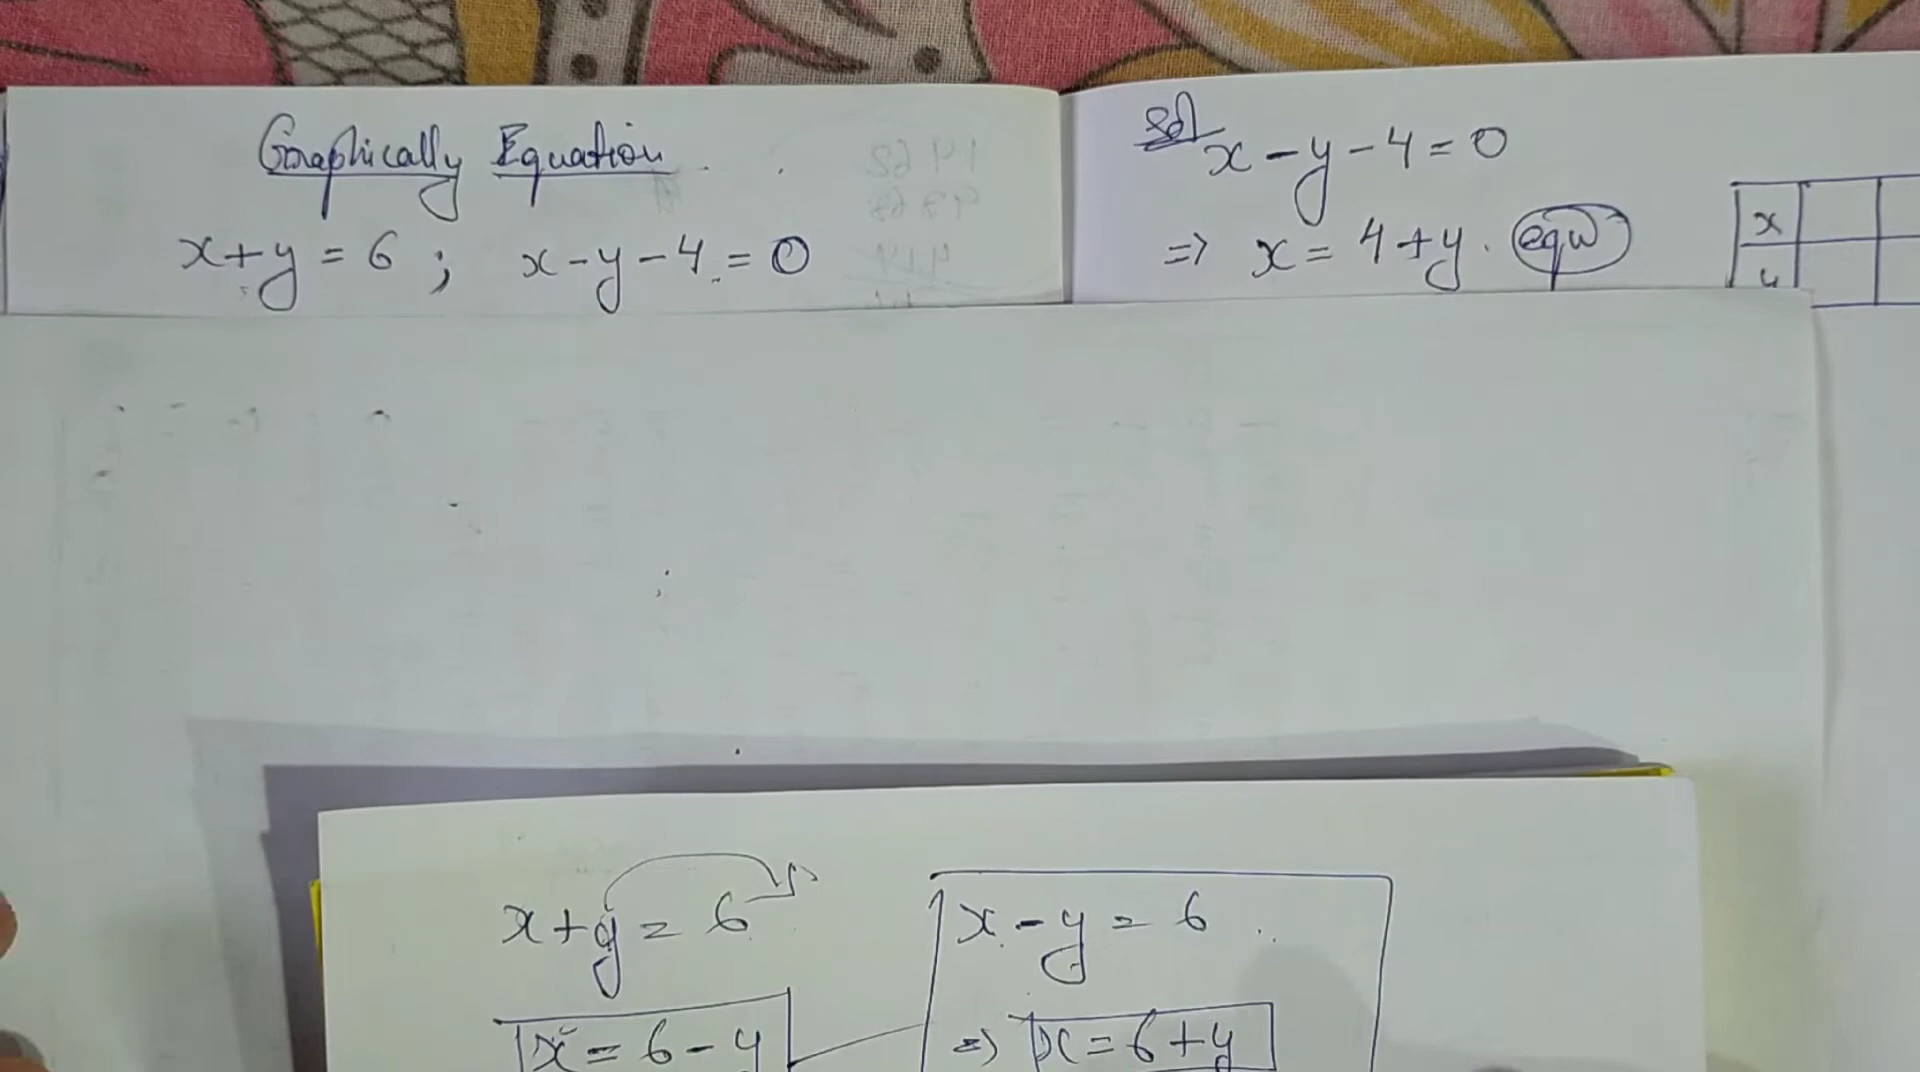 Graphically Equation
x+y=6; x-y-4=0
Sol x-y-4=0
=> x=4+y. eqn
x
y
x+y=6
x=6-y
x-y=6
=> x=6+y